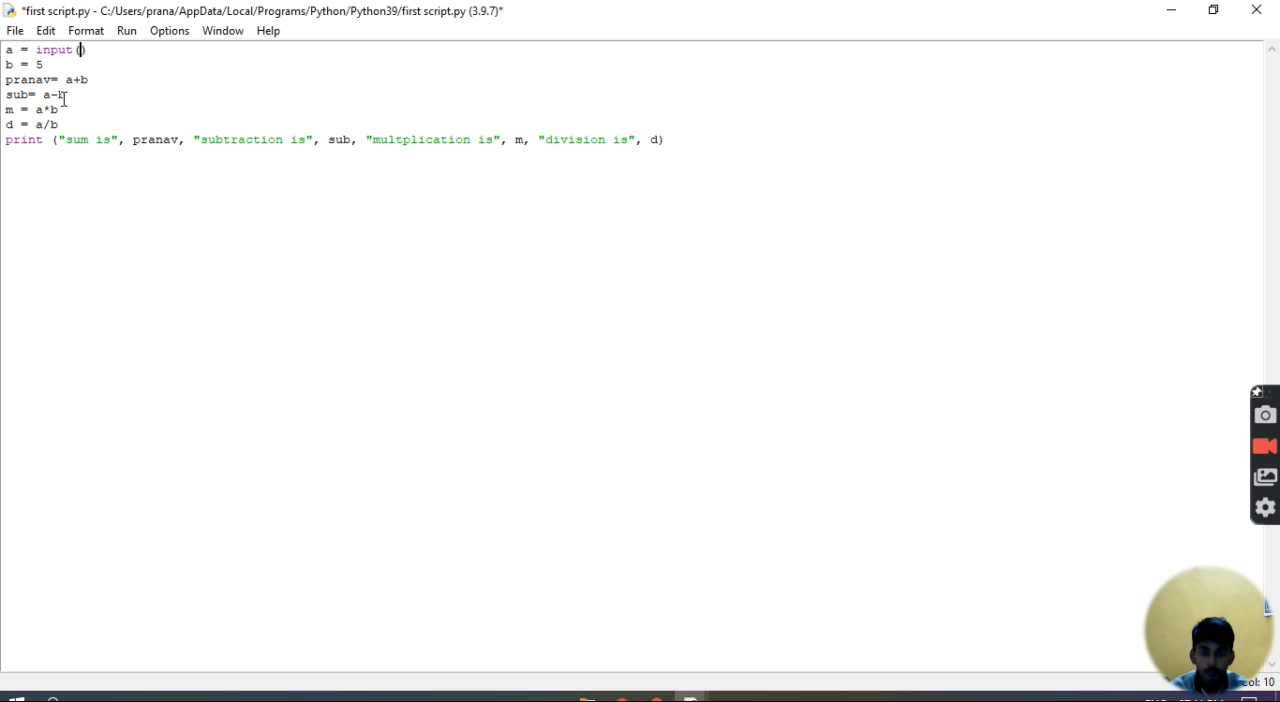 *first script.py - C:/Users/prana/AppData/Local/Programs/Python/Python39/first script.py (3.9.7)*
File Edit Format Run Options Window Help
a = input()
b = 5
pranav= a+b
sub= a-b
m = a*b
d = a/b
print ("sum is", pranav, "subtraction is", sub, "multplication is", m, "division is", d)
Col: 10